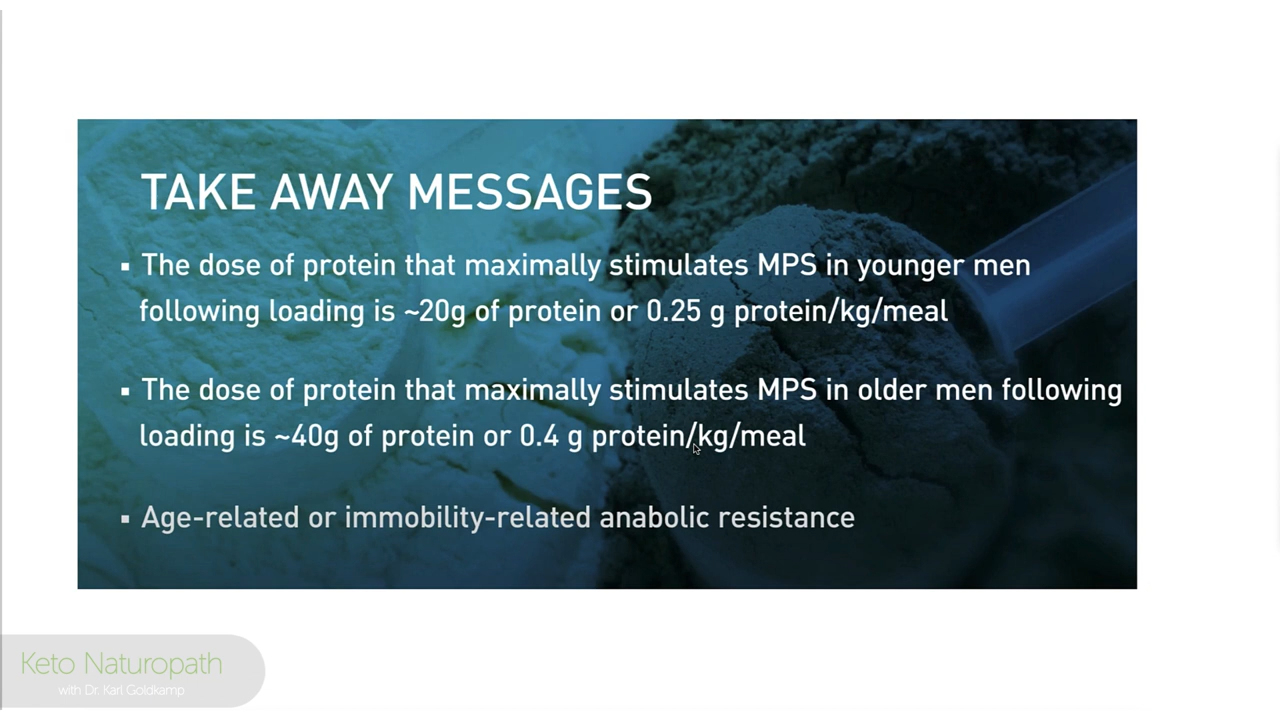 TAKE AWAY MESSAGES
▪ The dose of protein that maximally stimulates MPS in younger men
following loading is ~20g of protein or 0.25 g protein/kg/meal
▪ The dose of protein that maximally stimulates MPS in older men following
loading is ~40g of protein or 0.4 g protein/kg/meal
▪ Age-related or immobility-related anabolic resistance
Keto Naturopath
with Dr. Karl Goldkamp